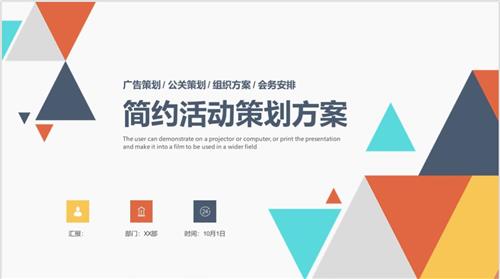 广告策划 / 公关策划 / 组织方案 / 会务安排
简约活动策划方案
The user can demonstrate on a projector or computer, or print the presentation
and make it into a film to be used in a wider field
24
汇报: 部门: XX部 时间: 10月1日